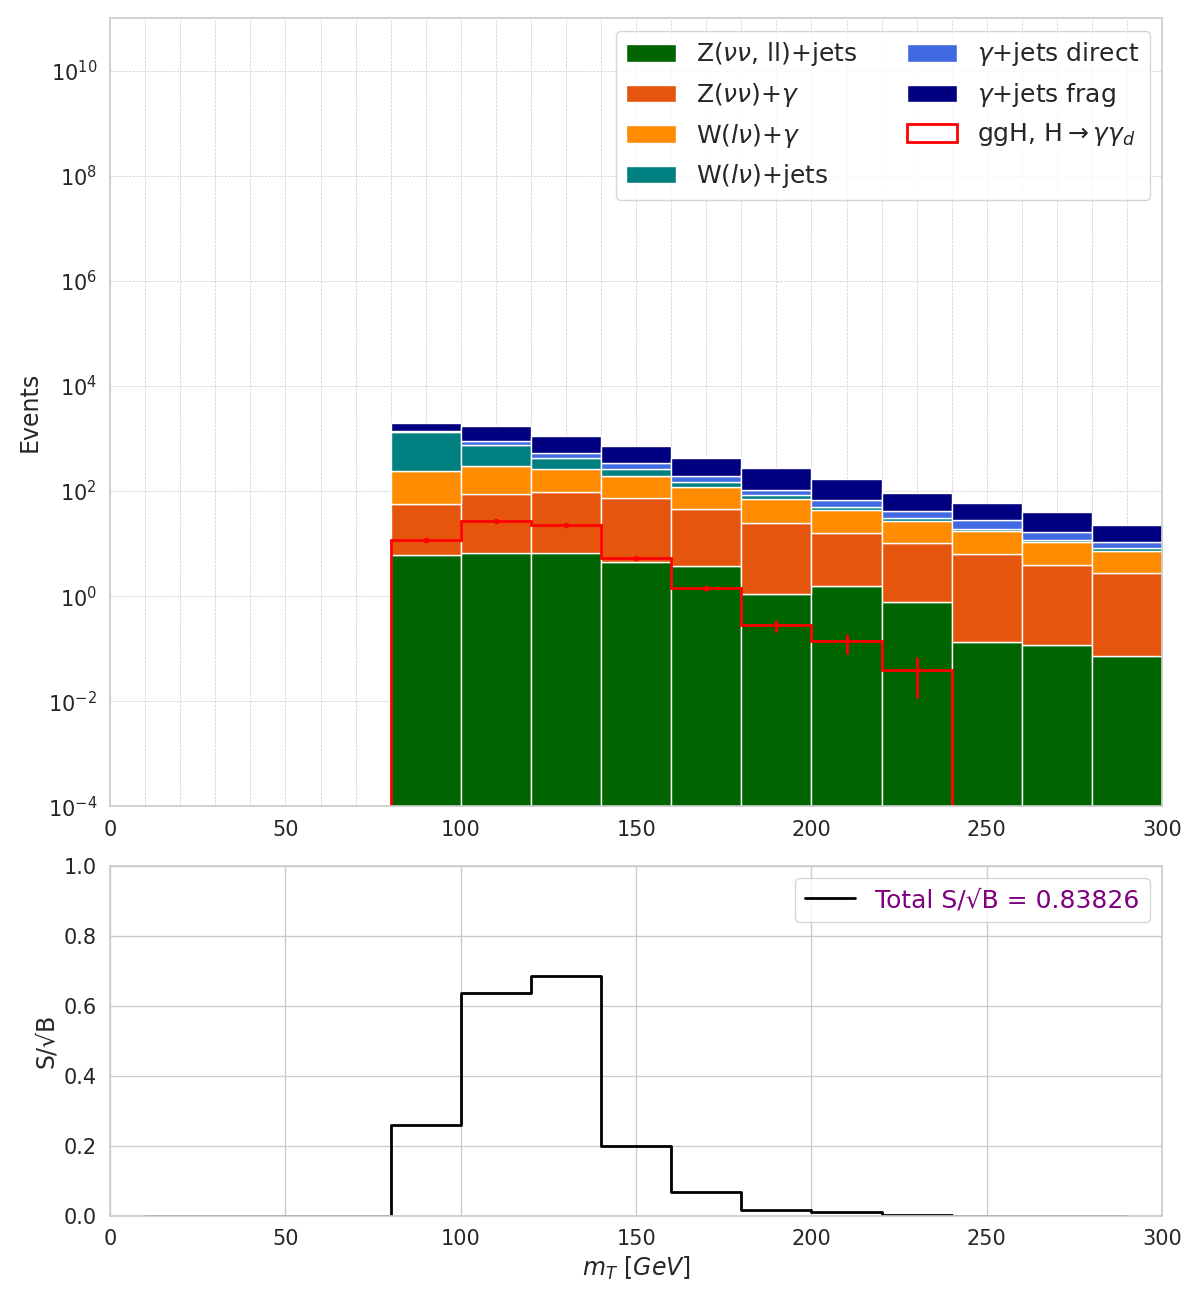 Z(νν, ll)+jets
Z(νν)+γ
W(lν)+γ
W(lν)+jets
γ+jets direct
γ+jets frag
ggH, H→γγ_d
Events
10^10
10^8
10^6
10^4
10^2
10^0
10^−2
10^−4
0 50 100 150 200 250 300
Total S/√B = 0.83826
S/√B
1.0
0.8
0.6
0.4
0.2
0.0
0 50 100 150 200 250 300
m_T [GeV]